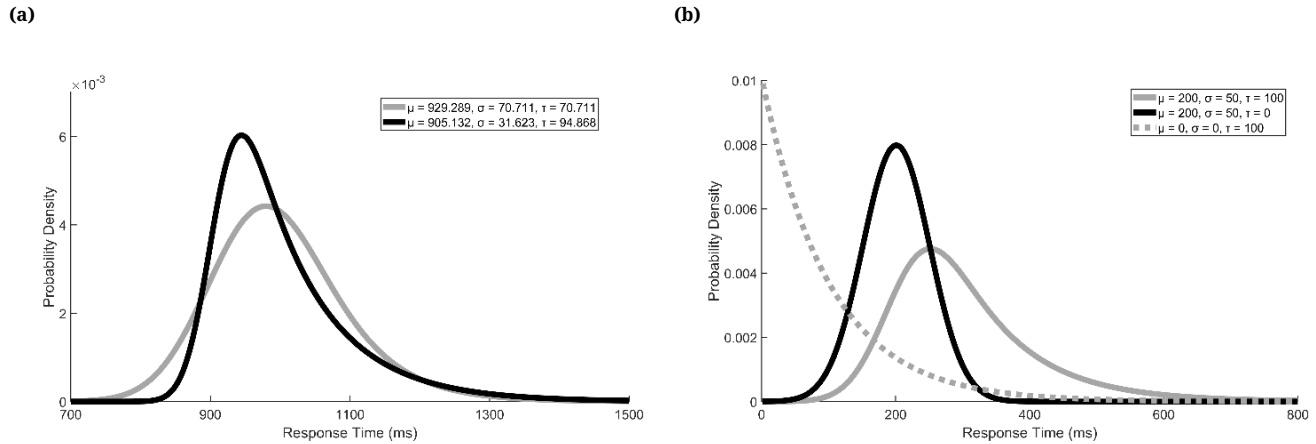 (a)
×10⁻³
μ = 929.289, σ = 70.711, τ = 70.711
μ = 905.132, σ = 31.623, τ = 94.868
6
4
2
0
Probability Density
700 900 1100 1300 1500
Response Time (ms)
(b)
μ = 200, σ = 50, τ = 100
μ = 200, σ = 50, τ = 0
μ = 0, σ = 0, τ = 100
0.01
0.008
0.006
0.004
0.002
0
Probability Density
0 200 400 600 800
Response Time (ms)